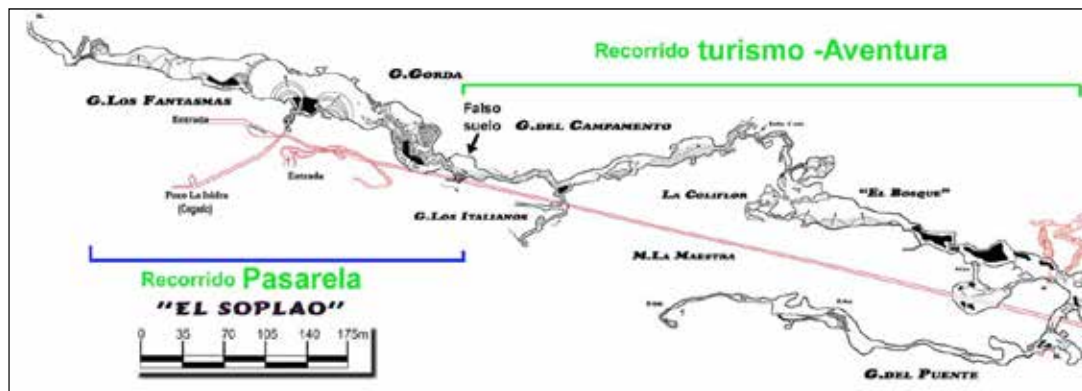 Recorrido turismo -Aventura
G.GORDA
G.LOS FANTASMAS
Falso
suelo
G.DEL CAMPAMENTO
Entrada
Entrada
Pozo La Isidra
(Cegado)
LA COLIFLOR
"EL BOSQUE"
G.LOS ITALIANOS
M.LA MAESTRA
Recorrido Pasarela
"EL SOPLAO"
0 35 70 105 140 175m
G.DEL PUENTE